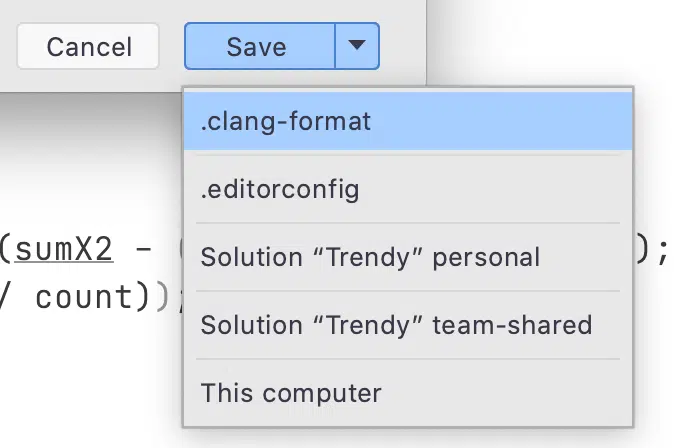 Cancel
Save
.clang-format
.editorconfig
(sumX2 - (
);
Solution “Trendy” personal
/ count));
Solution “Trendy” team-shared
This computer